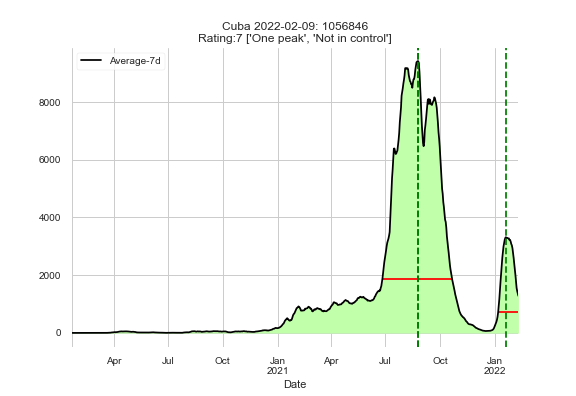 Cuba 2022-02-09: 1056846
Rating:7 ['One peak', 'Not in control']
Average-7d
8000
6000
4000
2000
0
Apr
Jul
Oct
Jan
2021
Apr
Jul
Oct
Jan
2022
Date